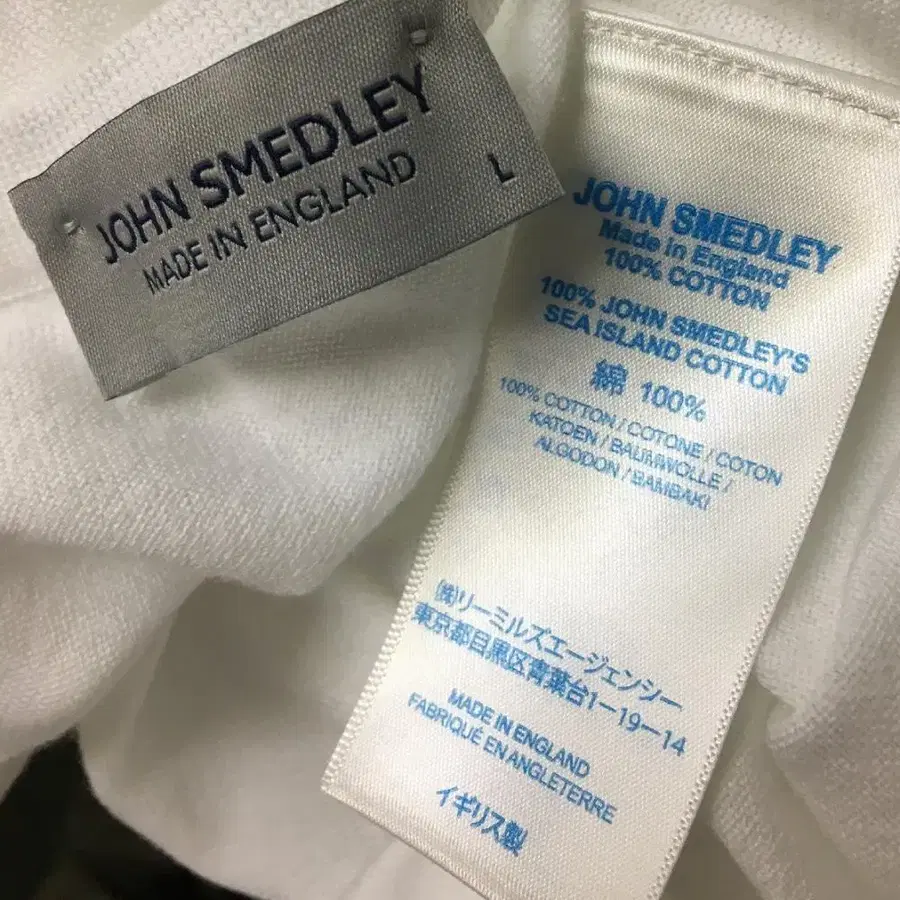 JOHN SMEDLEY
MADE IN ENGLAND
L
JOHN SMEDLEY
Made in England
100% COTTON
100% JOHN SMEDLEY'S
SEA ISLAND COTTON
綿 100%
100% COTTON / COTONE / COTON
KATOEN / BAUMWOLLE /
ALGODON / BAMBAKI
㈱リーミルズエージェンシー
東京都目黒区青葉台1-19-14
MADE IN ENGLAND
FABRIQUÉ EN ANGLETERRE
イギリス製